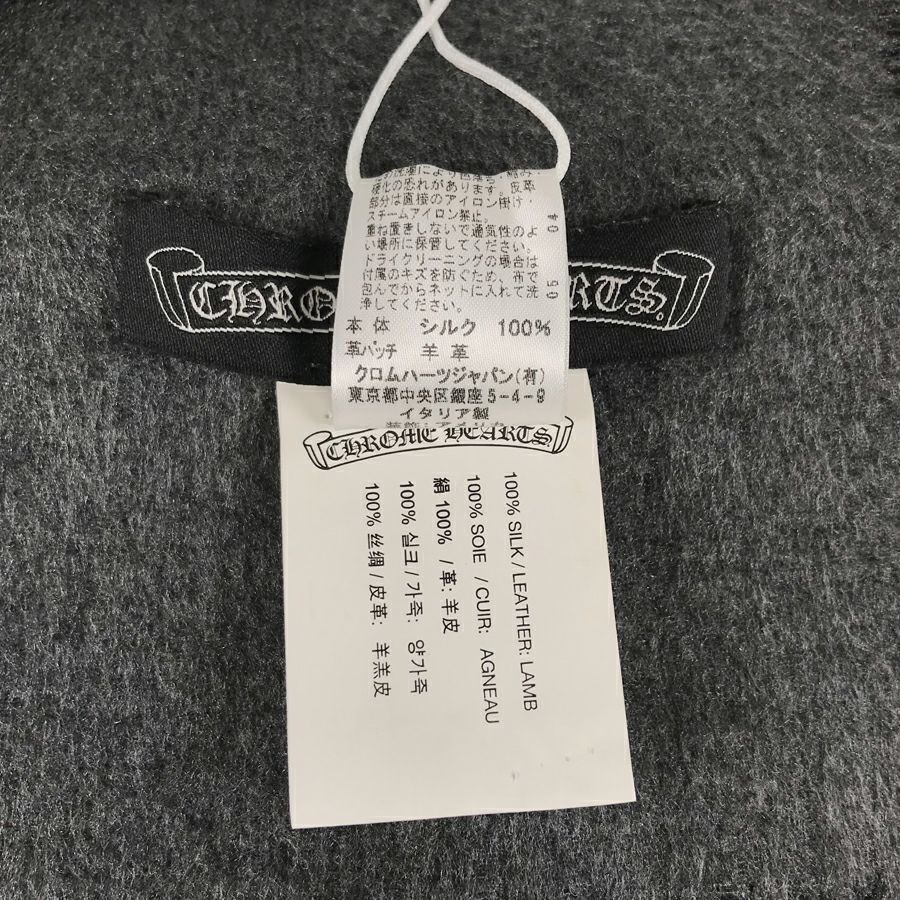 の洗濯により色落ち・縮み・
硬化の恐れがあります。皮革
部分は直接のアイロン掛け・
スチームアイロン禁止。
重ね置きしないで通気性のよ
い場所に保管してください。
ドライクリーニングの場合は
付属のキズを防ぐため、布で
包んでからネットに入れて洗
浄してください。
本体 シルク 100%
革パッチ 羊革
クロムハーツジャパン(有)
東京都中央区銀座5-4-9
イタリア製
04
05
CHRO
RTS
CHROME HEARTS
100% SILK / LEATHER: LAMB
100% SOIE / CUIR: AGNEAU
絹 100% / 革: 羊皮
100% 실크 / 가죽: 양가죽
100% 丝绸 / 皮革: 羊羔皮